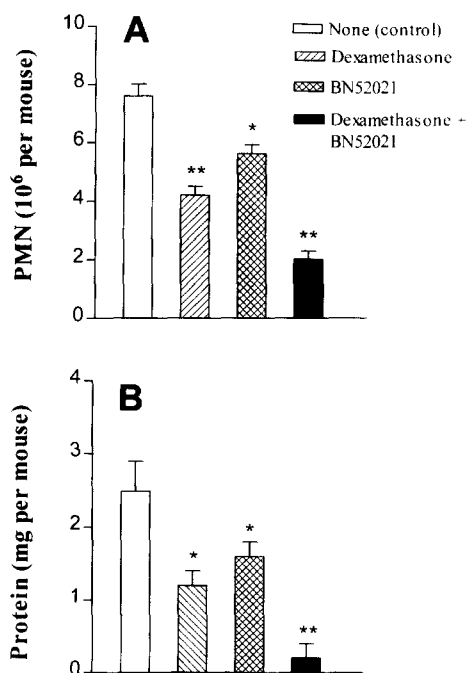 A
None (control)
Dexamethasone
BN52021
Dexamethasone +
BN52021
PMN (10⁶ per mouse)
10
8
6
4
2
0
**
*
**
B
Protein (mg per mouse)
4
3
2
1
0
*
*
**